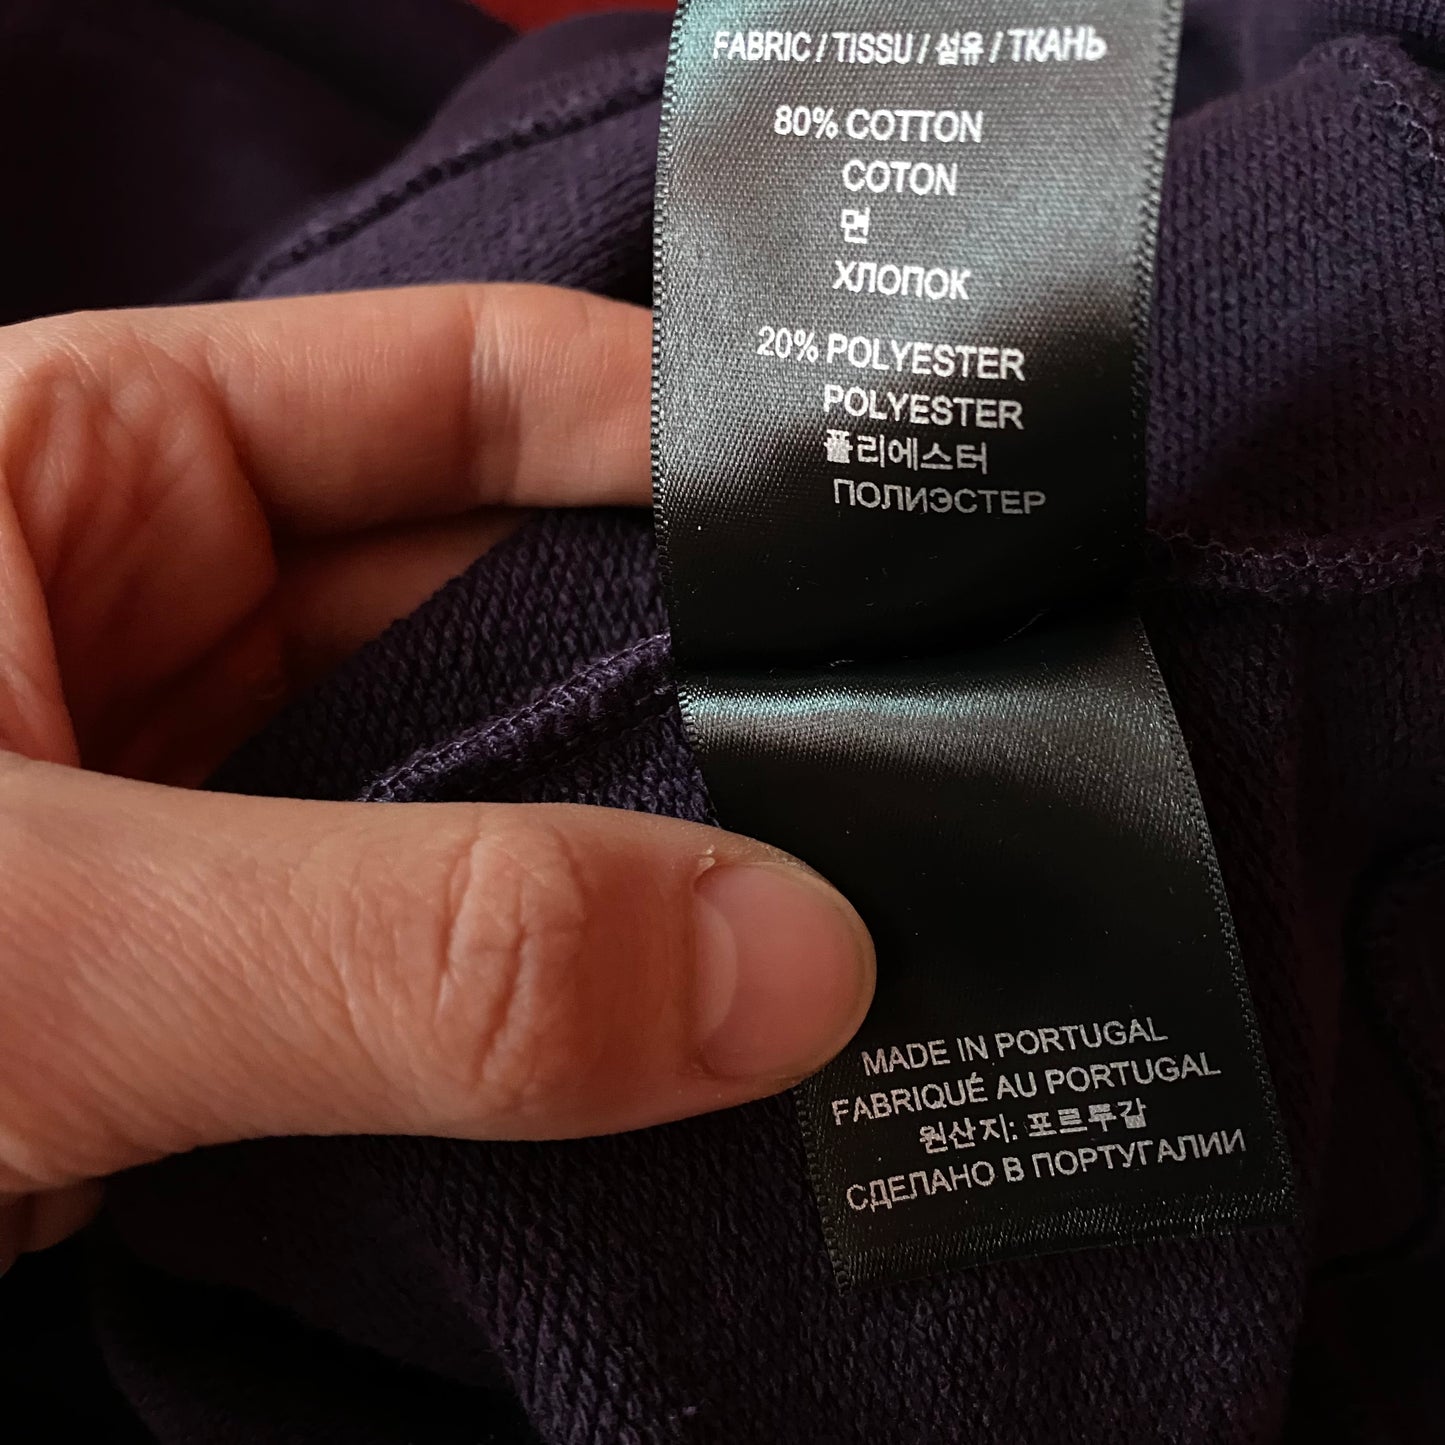 FABRIC / TISSU / 섬유 / ТКАНЬ
80% COTTON
COTON
면
ХЛОПОК
20% POLYESTER
POLYESTER
폴리에스터
ПОЛИЭСТЕР
MADE IN PORTUGAL
FABRIQUÉ AU PORTUGAL
원산지: 포르투갈
СДЕЛАНО В ПОРТУГАЛИИ